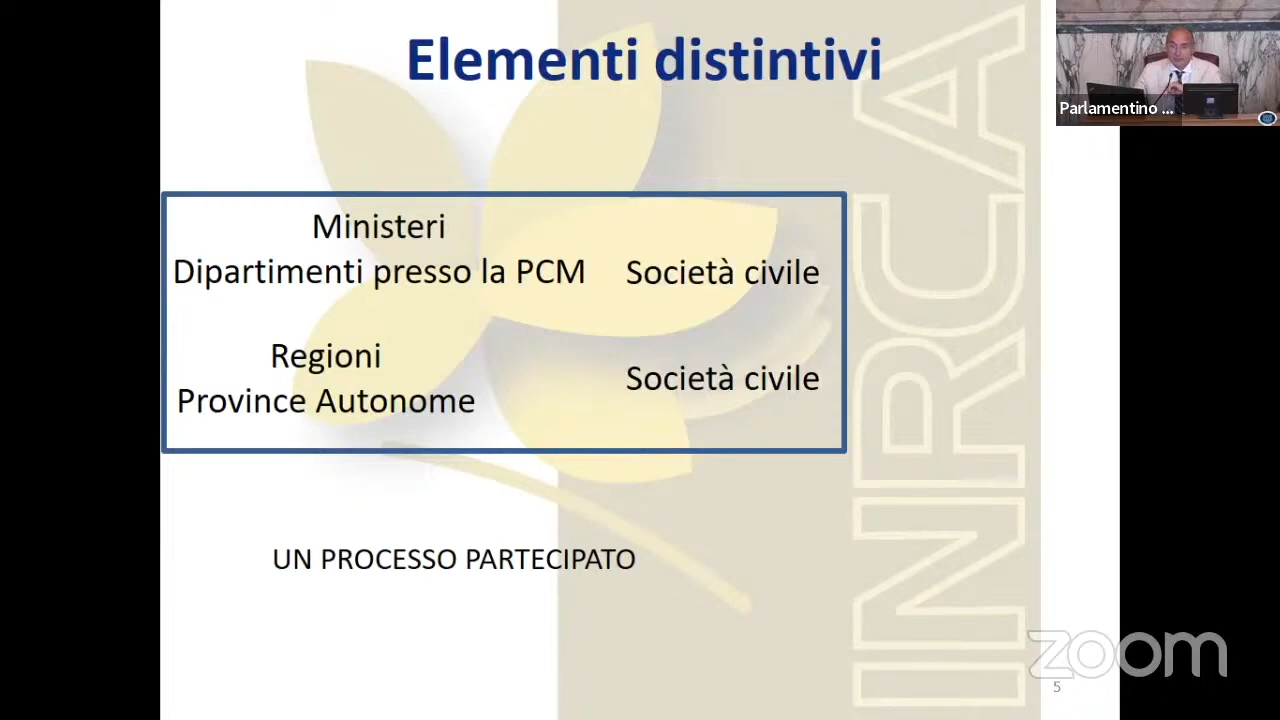 Elementi distintivi
Parlamentino ...
Ministeri
Dipartimenti presso la PCM
Società civile
Regioni
Province Autonome
Società civile
UN PROCESSO PARTECIPATO
INRCA
zoom
5